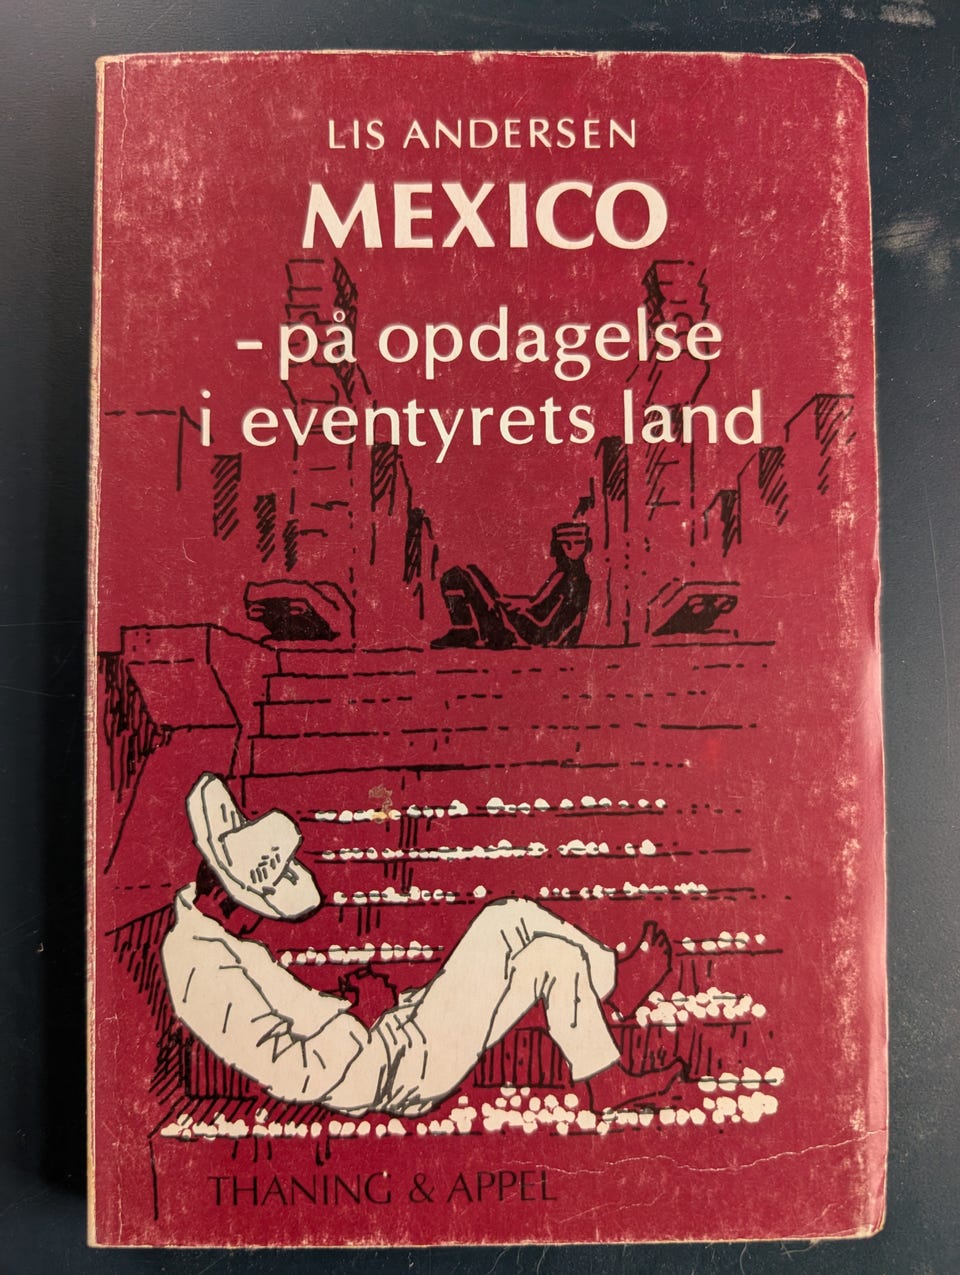 LIS ANDERSEN
MEXICO
- på opdagelse
i eventyrets land
THANING & APPEL